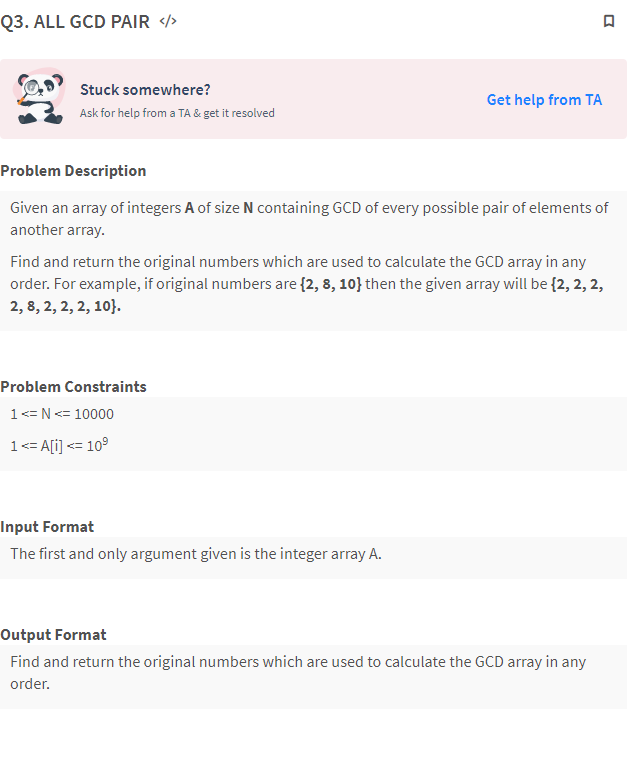 Q3. ALL GCD PAIR </>
Stuck somewhere?
Ask for help from a TA & get it resolved
Get help from TA
Problem Description
Given an array of integers A of size N containing GCD of every possible pair of elements of
another array.
Find and return the original numbers which are used to calculate the GCD array in any
order. For example, if original numbers are {2, 8, 10} then the given array will be {2, 2, 2,
2, 8, 2, 2, 2, 10}.
Problem Constraints
1 <= N <= 10000
1 <= A[i] <= 10⁹
Input Format
The first and only argument given is the integer array A.
Output Format
Find and return the original numbers which are used to calculate the GCD array in any
order.